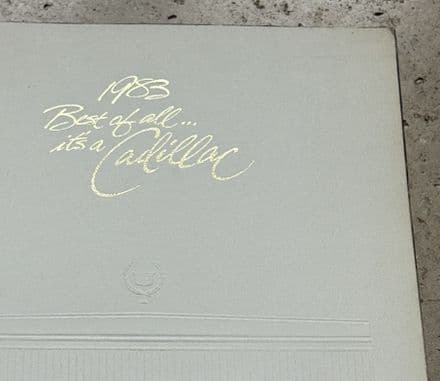 1983
Best of all...
it's a Cadillac